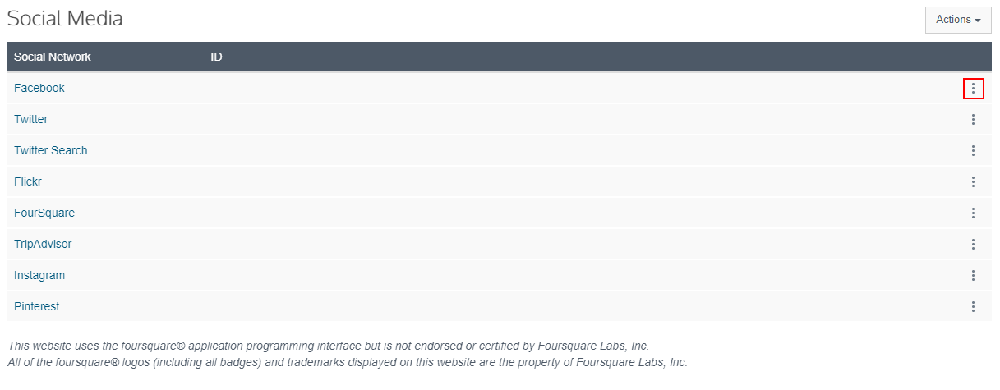 Social Media
Actions
Social Network ID
Facebook
Twitter
Twitter Search
Flickr
FourSquare
TripAdvisor
Instagram
Pinterest
This website uses the foursquare® application programming interface but is not endorsed or certified by Foursquare Labs, Inc.
All of the foursquare® logos (including all badges) and trademarks displayed on this website are the property of Foursquare Labs, Inc.